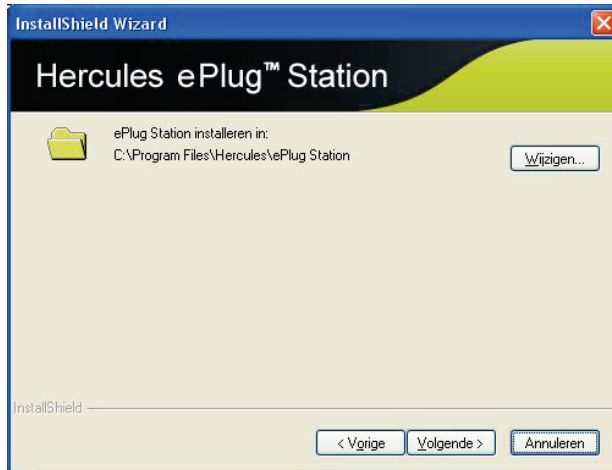 InstallShield Wizard
Hercules ePlug™ Station
ePlug Station installeren in:
C:\Program Files\Hercules\ePlug Station
Wijzigen...
InstallShield
< Vorige
Volgende >
Annuleren